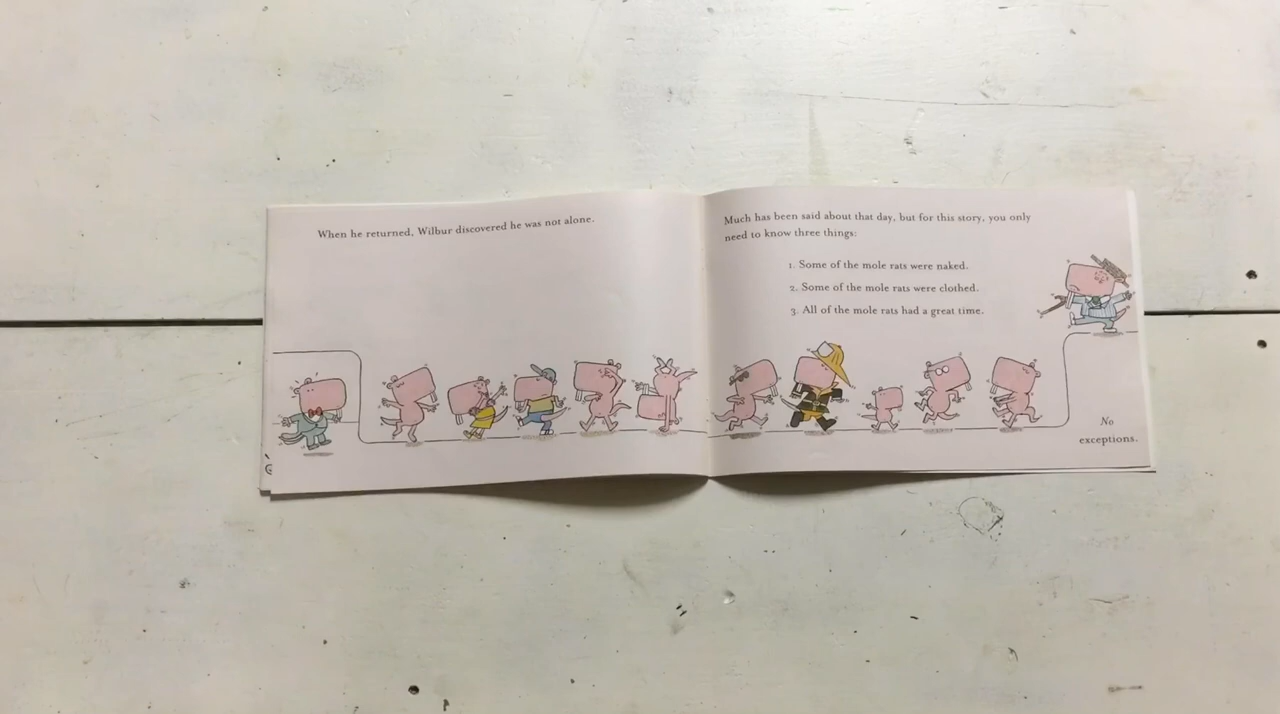 When he returned, Wilbur discovered he was not alone.
Much has been said about that day, but for this story, you only
need to know three things:
1. Some of the mole rats were naked.
2. Some of the mole rats were clothed.
3. All of the mole rats had a great time.
No
exceptions.